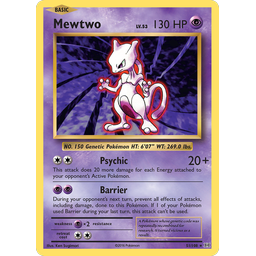 BASIC
Mewtwo LV.53 130 HP
NO. 150 Genetic Pokémon HT: 6'07" WT: 269.0 lbs.
Psychic 20+
This attack does 20 more damage for each Energy attached to
your opponent's Active Pokémon.
Barrier
During your opponent's next turn, prevent all effects of attacks,
including damage, done to this Pokémon. If 1 of your Pokémon
used Barrier during your last turn, this attack can't be used.
weakness ×2 resistance
retreat cost
©2016 Pokémon